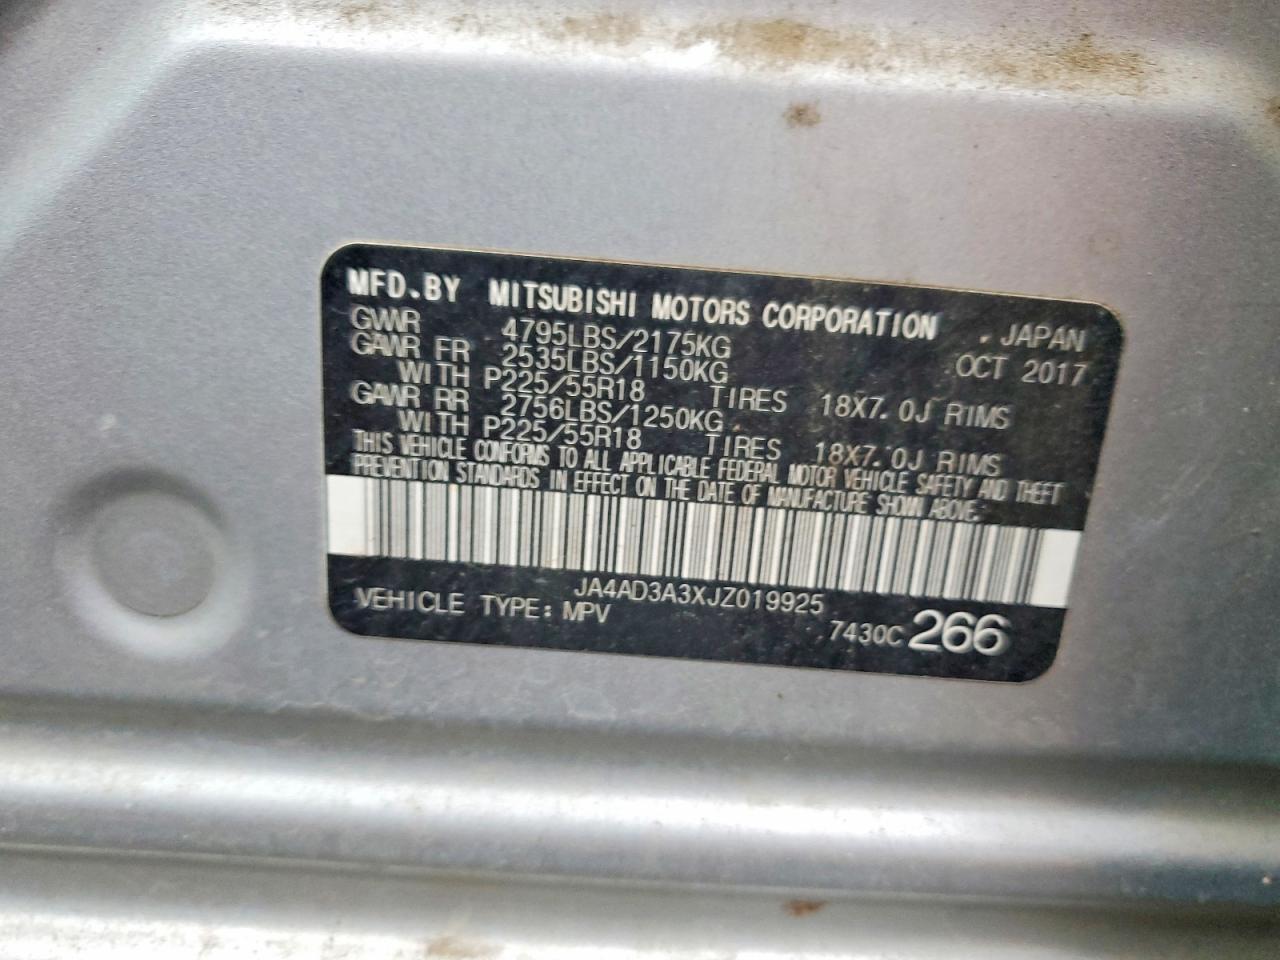 MFD.BY MITSUBISHI MOTORS CORPORATION . JAPAN
GVWR 4795LBS/2175KG OCT 2017
GAWR FR 2535LBS/1150KG
WITH P225/55R18 TIRES 18X7.0J RIMS
GAWR RR 2756LBS/1250KG
WITH P225/55R18 TIRES 18X7.0J RIMS
THIS VEHICLE CONFORMS TO ALL APPLICABLE FEDERAL MOTOR VEHICLE SAFETY AND THEFT
PREVENTION STANDARDS IN EFFECT ON THE DATE OF MANUFACTURE SHOWN ABOVE.
JA4AD3A3XJZ019925
VEHICLE TYPE: MPV 7430C 266